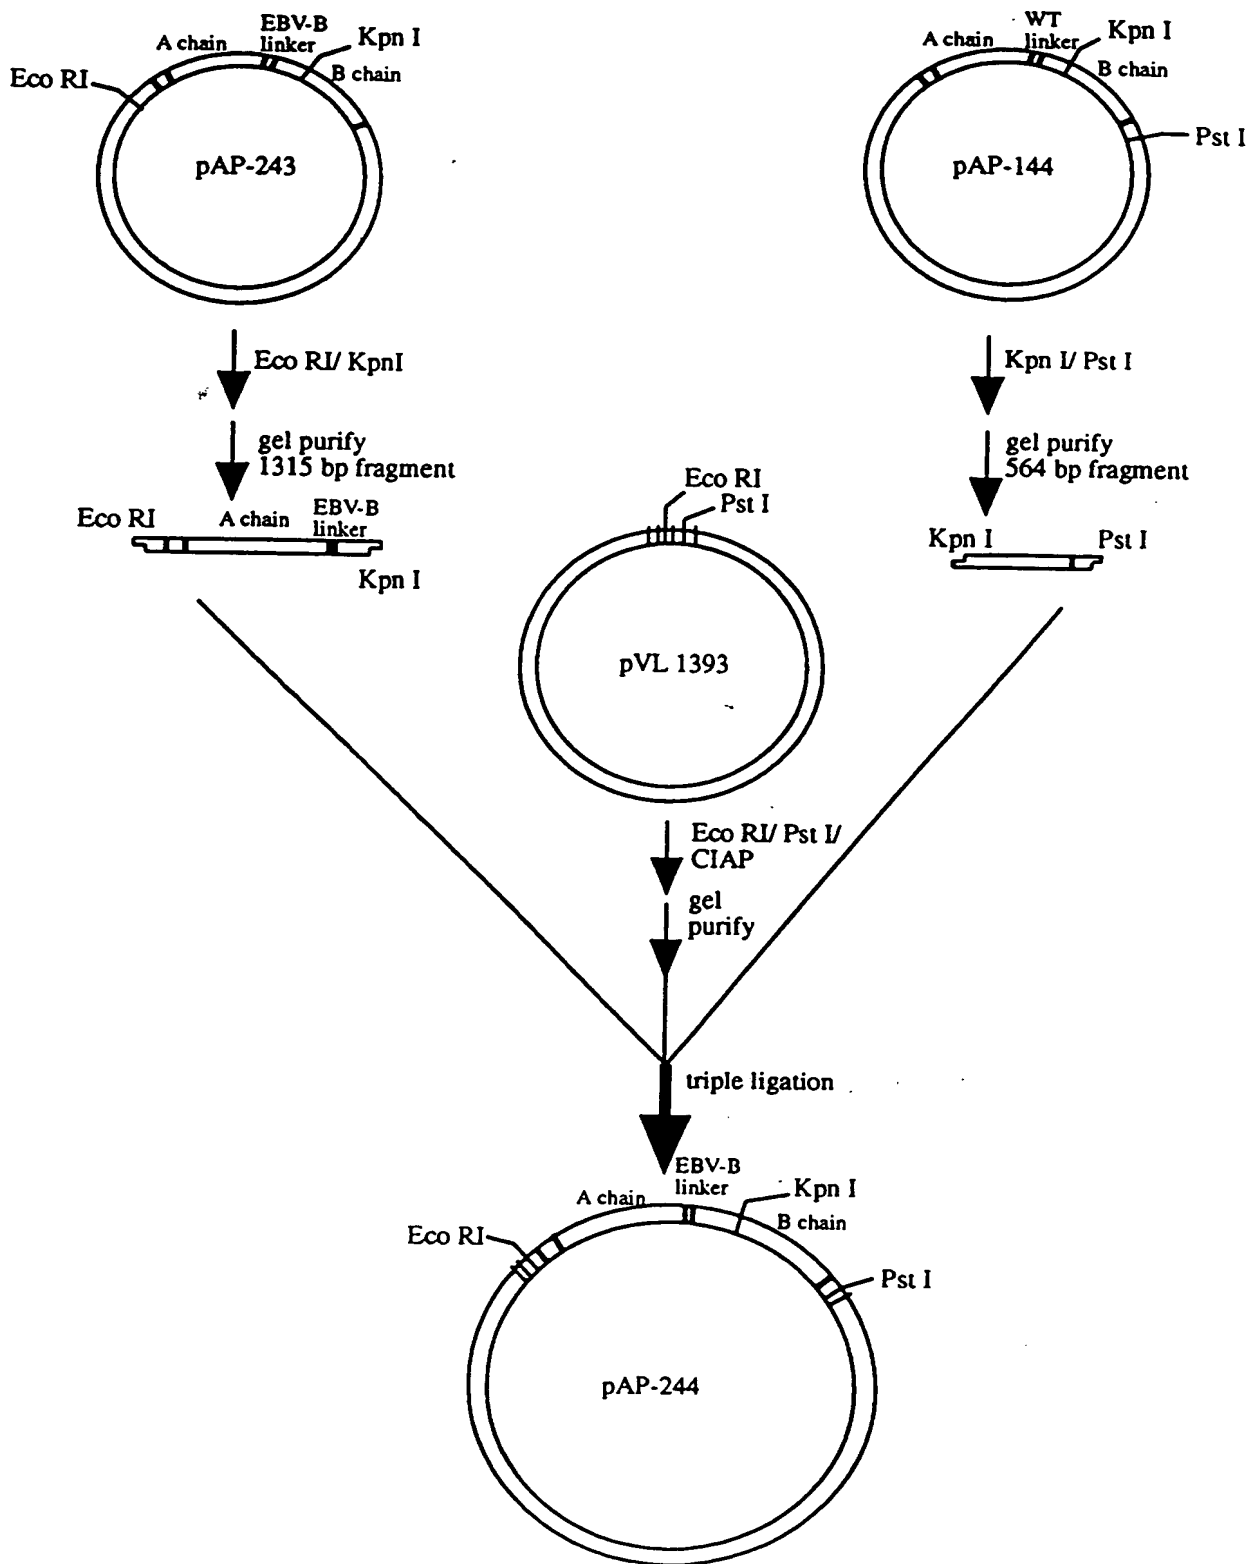 A chain
EBV-B
linker
Kpn I
B chain
Eco RI
pAP-243
A chain
WT
linker
Kpn I
B chain
Pst I
pAP-144
Eco RI/ KpnI
gel purify
1315 bp fragment
Kpn I/ Pst I
gel purify
564 bp fragment
Eco RI
A chain
EBV-B
linker
Kpn I
Eco RI
Pst I
pVL 1393
Kpn I
Pst I
Eco RI/ Pst I/
CIAP
gel
purify
triple ligation
A chain
EBV-B
linker
Kpn I
B chain
Eco RI
Pst I
pAP-244